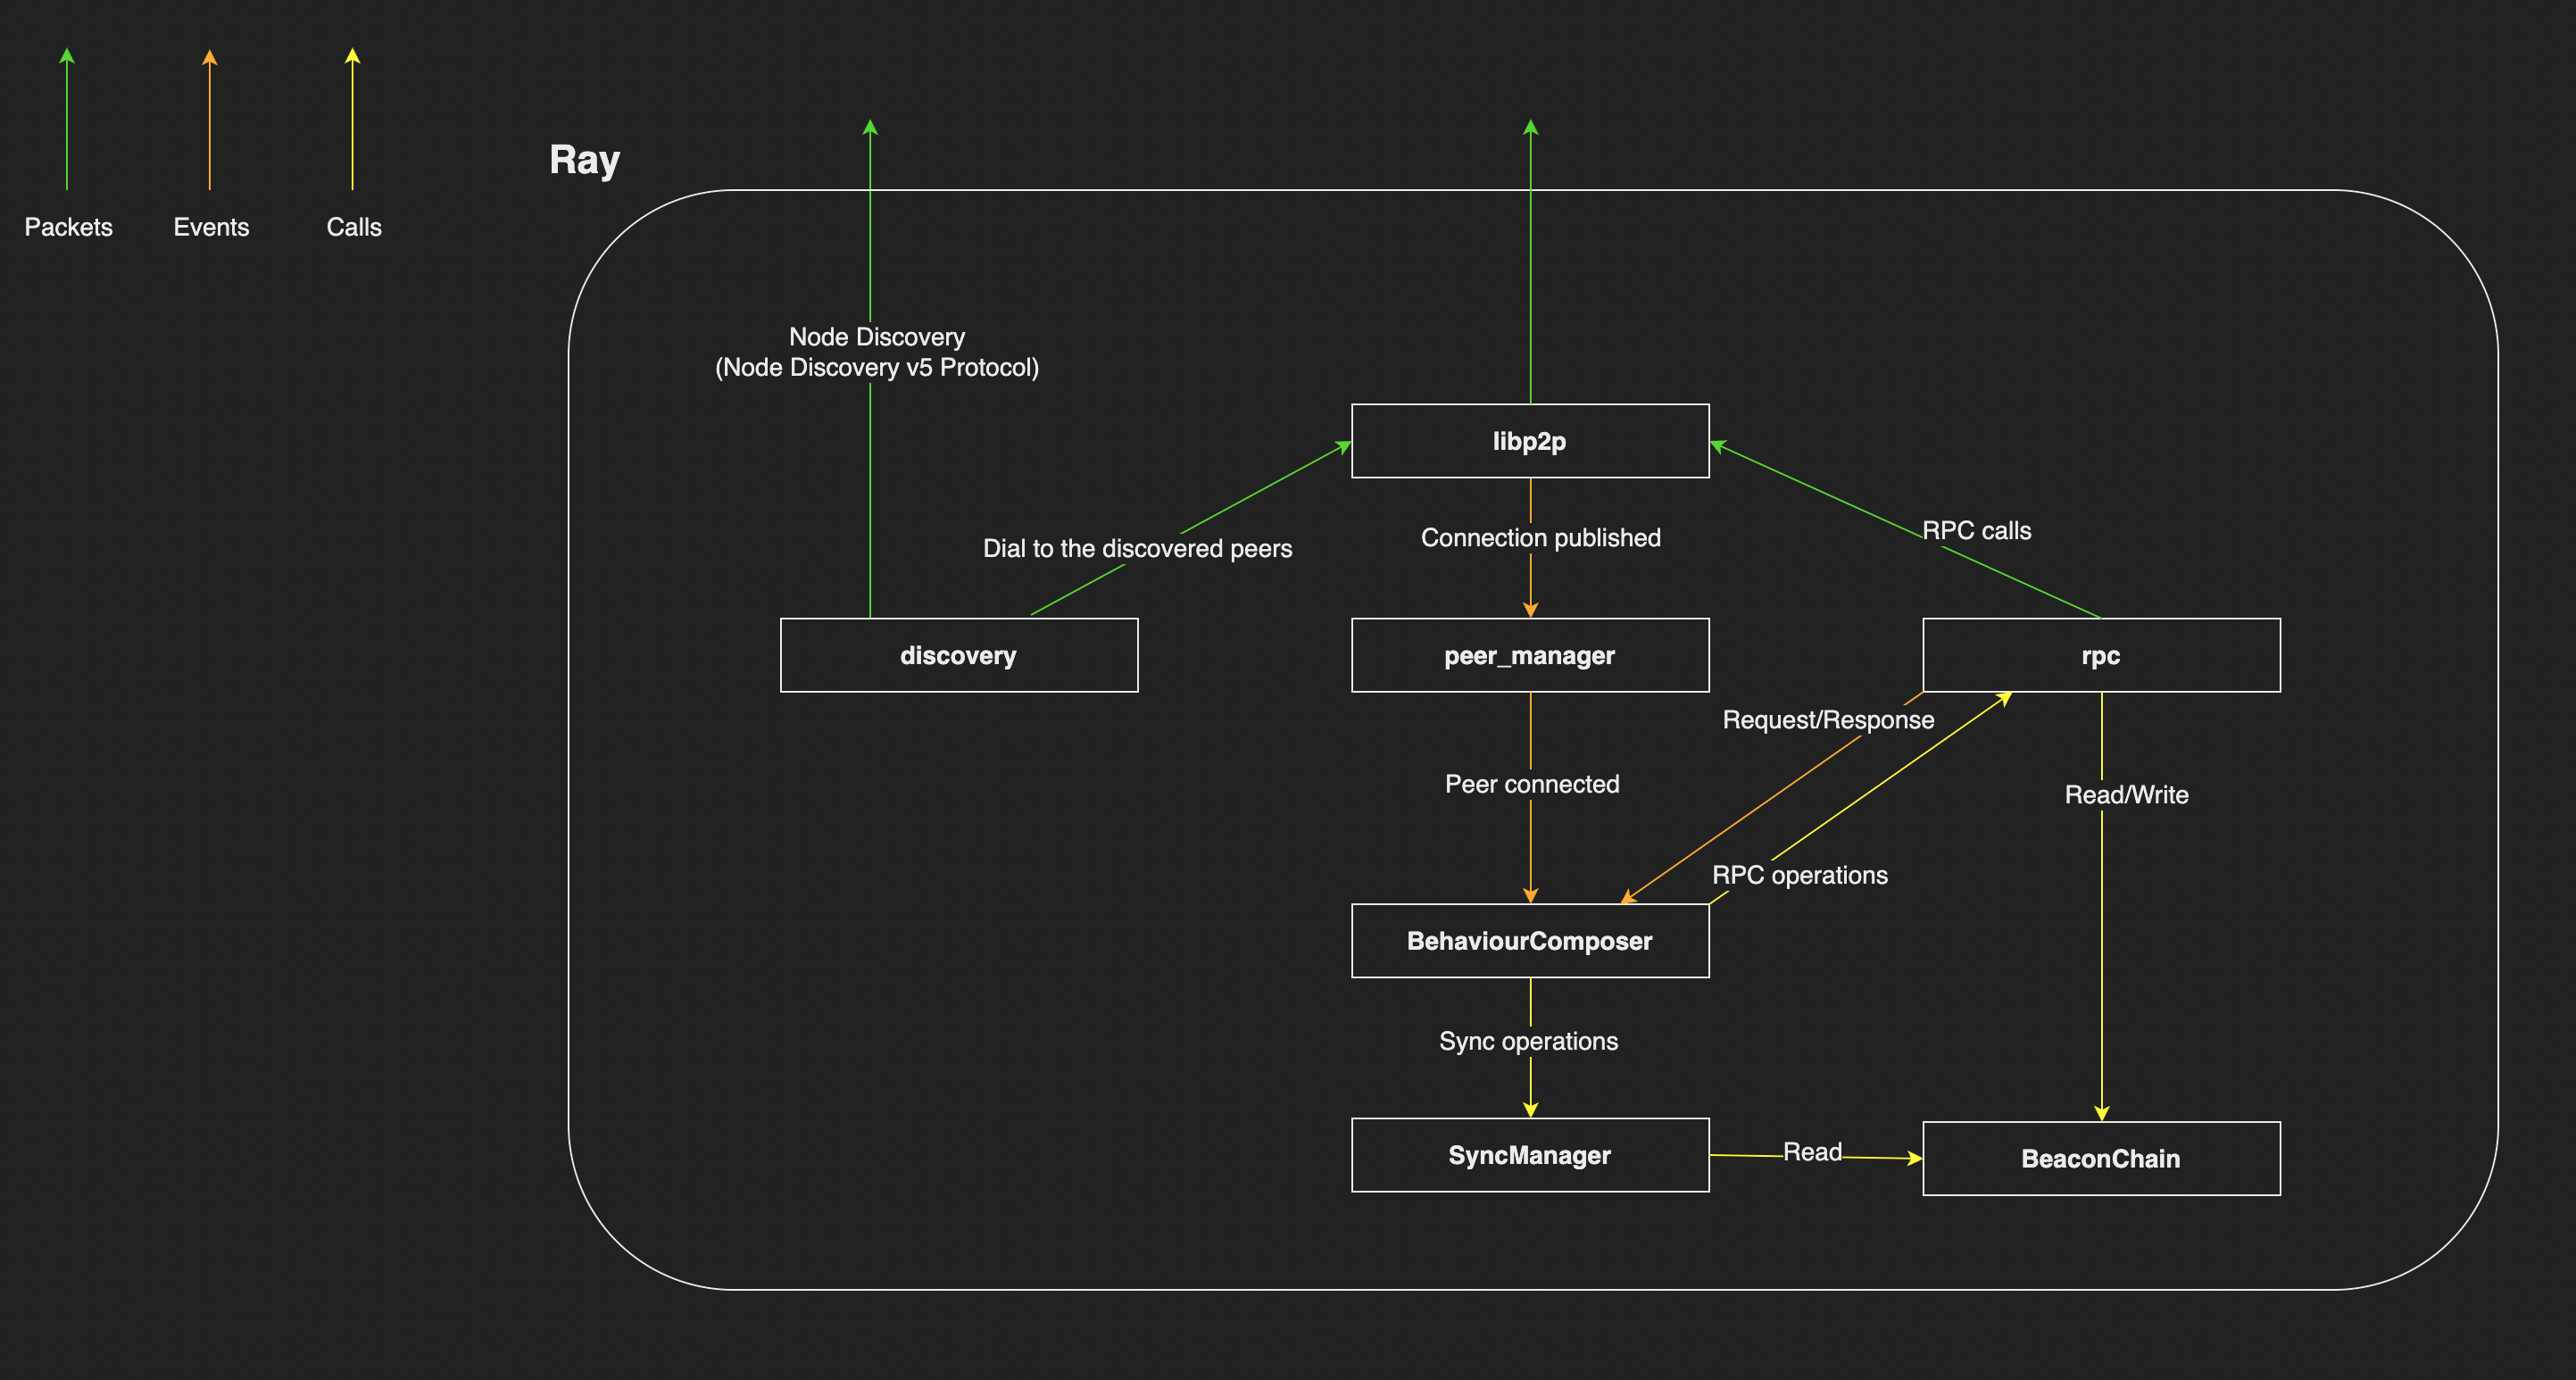 Packets
Events
Calls
Ray
Node Discovery
(Node Discovery v5 Protocol)
libp2p
Dial to the discovered peers
Connection published
RPC calls
discovery
peer_manager
rpc
Request/Response
Peer connected
Read/Write
RPC operations
BehaviourComposer
Sync operations
SyncManager
Read
BeaconChain